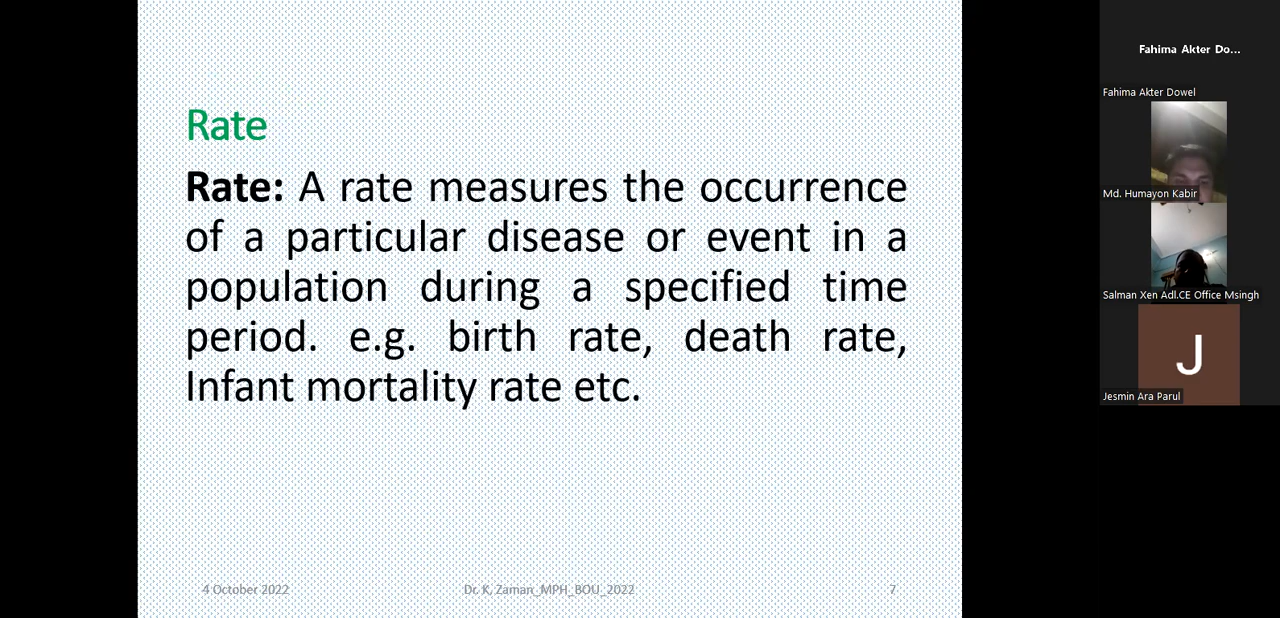 Rate
Rate: A rate measures the occurrence
of a particular disease or event in a
population during a specified time
period. e.g. birth rate, death rate,
Infant mortality rate etc.
4 October 2022
Dr. K, Zaman_MPH_BOU_2022
7
Fahima Akter Do...
Fahima Akter Dowel
Md. Humayon Kabir
Salman Xen Adl.CE Office Msingh
J
Jesmin Ara Parul